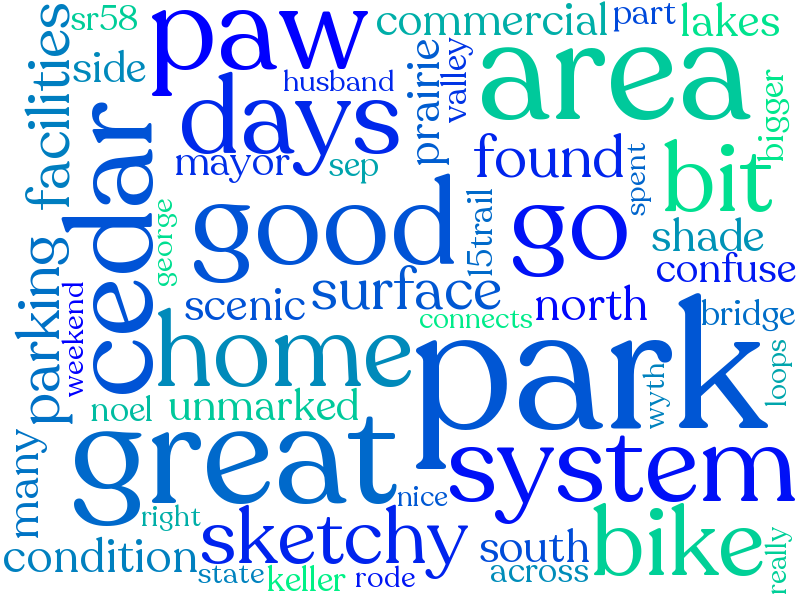 sr58
paw
commercial
part
lakes
facilities
side
husband
area
days
prairie
valley
bigger
mayor
sep
found
spent
bit
cedar
good
go
george
15trail
shade
confuse
parking
weekend
scenic
surface
north
bridge
connects
home
park
loops
wyth
noel
unmarked
great
system
many
nice
right
sketchy
bike
condition
south
really
state
keller
rode
across